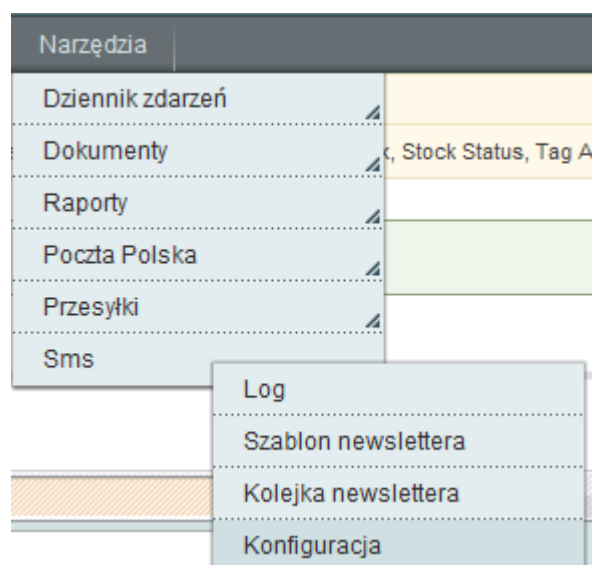 Narzędzia
Dziennik zdarzeń
Dokumenty
, Stock Status, Tag A
Raporty
Poczta Polska
Przesyłki
Sms
Log
Szablon newslettera
Kolejka newslettera
Konfiguracja